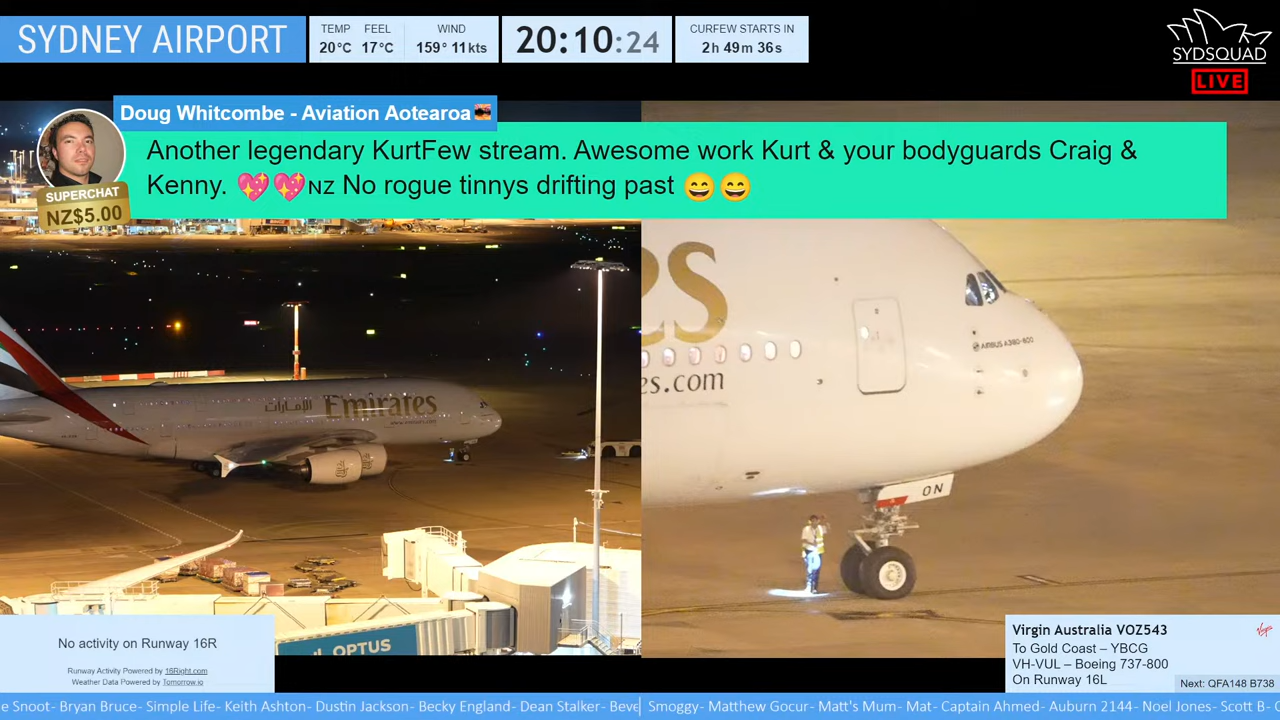 SYDNEY AIRPORT
TEMP FEEL WIND
20°C 17°C 159° 11kts
20:10:24
CURFEW STARTS IN
2h 49m 36s
SYDSQUAD
LIVE
Doug Whitcombe - Aviation Aotearoa
Another legendary KurtFew stream. Awesome work Kurt & your bodyguards Craig &
Kenny. 💖💖NZ No rogue tinnys drifting past 😄😄
SUPERCHAT
NZ$5.00
الإمارات Emirates
es
es.com
AIRBUS A380-800
ON
OPTUS
No activity on Runway 16R
Runway Activity Powered by 16Right.com
Weather Data Powered by Tomorrow.io
Virgin Australia VOZ543
To Gold Coast – YBCG
VH-VUL – Boeing 737-800
On Runway 16L
Next: QFA148 B738
e Snoot- Bryan Bruce- Simple Life- Keith Ashton- Dustin Jackson- Becky England- Dean Stalker- Beve
Smoggy- Matthew Gocur- Matt's Mum- Mat- Captain Ahmed- Auburn 2144- Noel Jones- Scott B-